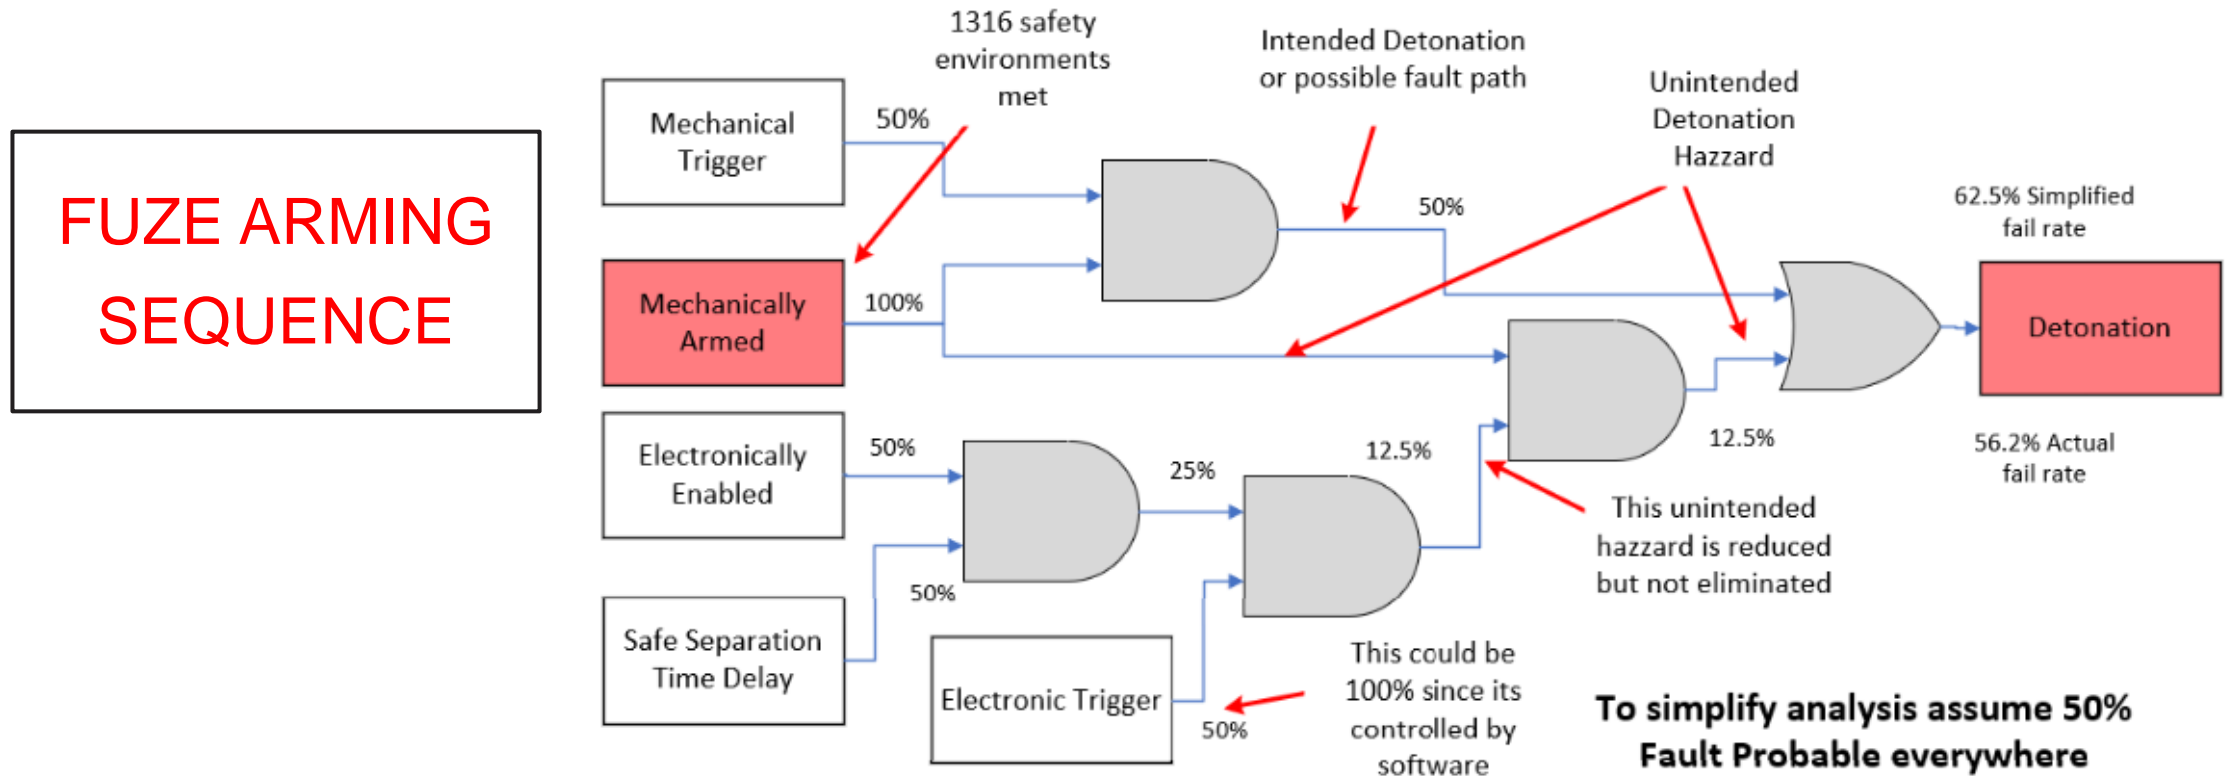 FUZE ARMING
SEQUENCE
1316 safety
environments
met
Intended Detonation
or possible fault path
Unintended
Detonation
Hazzard
Mechanical
Trigger
50%
50%
62.5% Simplified
fail rate
Mechanically
Armed
100%
Detonation
Electronically
Enabled
50%
25%
12.5%
12.5%
56.2% Actual
fail rate
This unintended
hazzard is reduced
but not eliminated
50%
Safe Separation
Time Delay
Electronic Trigger
50%
This could be
100% since its
controlled by
software
To simplify analysis assume 50%
Fault Probable everywhere